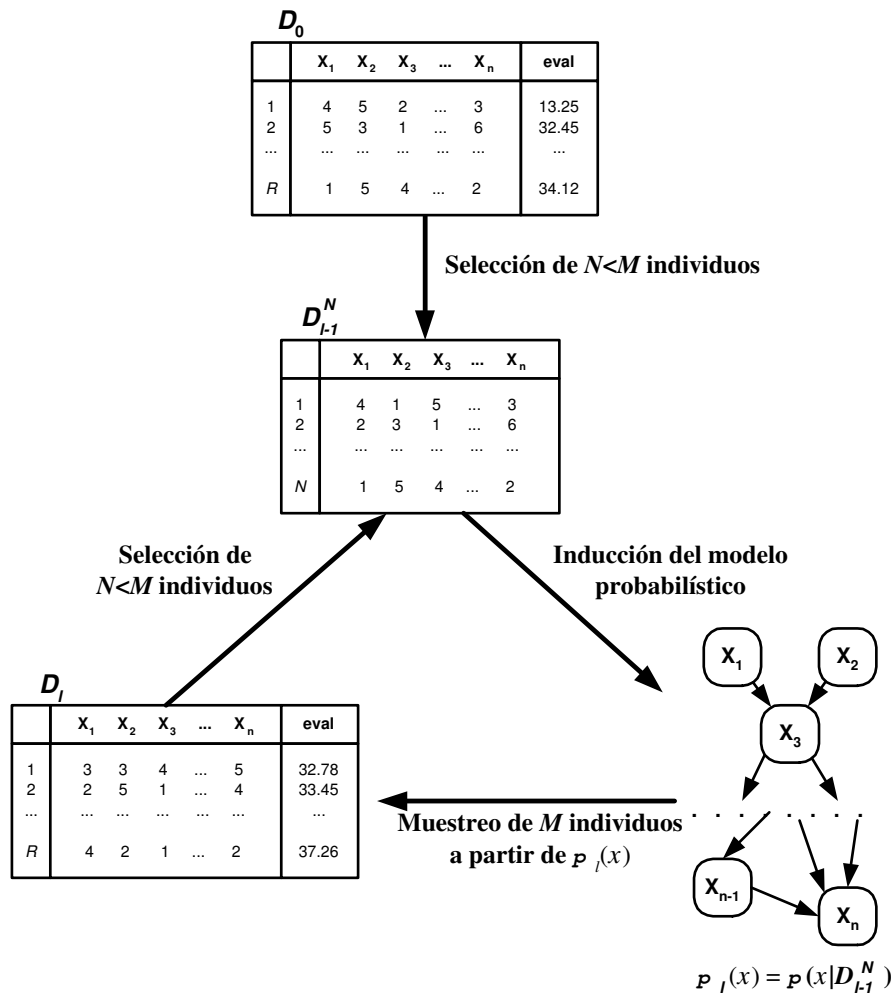 D0
X1 X2 X3 ... Xn eval
1 4 5 2 ... 3 13.25
2 5 3 1 ... 6 32.45
... ... ... ... ... ... ...
R 1 5 4 ... 2 34.12
Selección de N<M individuos
D l-1 N
X1 X2 X3 ... Xn
1 4 1 5 ... 3
2 2 3 1 ... 6
... ... ... ... ... ...
N 1 5 4 ... 2
Selección de
N<M individuos
Inducción del modelo
probabilístico
X1 X2
X3
. . . . . . . . .
Xn-1
Xn
pl(x) = p(x|D l-1 N)
Dl
X1 X2 X3 ... Xn eval
1 3 3 4 ... 5 32.78
2 2 5 1 ... 4 33.45
... ... ... ... ... ... ...
R 4 2 1 ... 2 37.26
Muestreo de M individuos
a partir de pl(x)